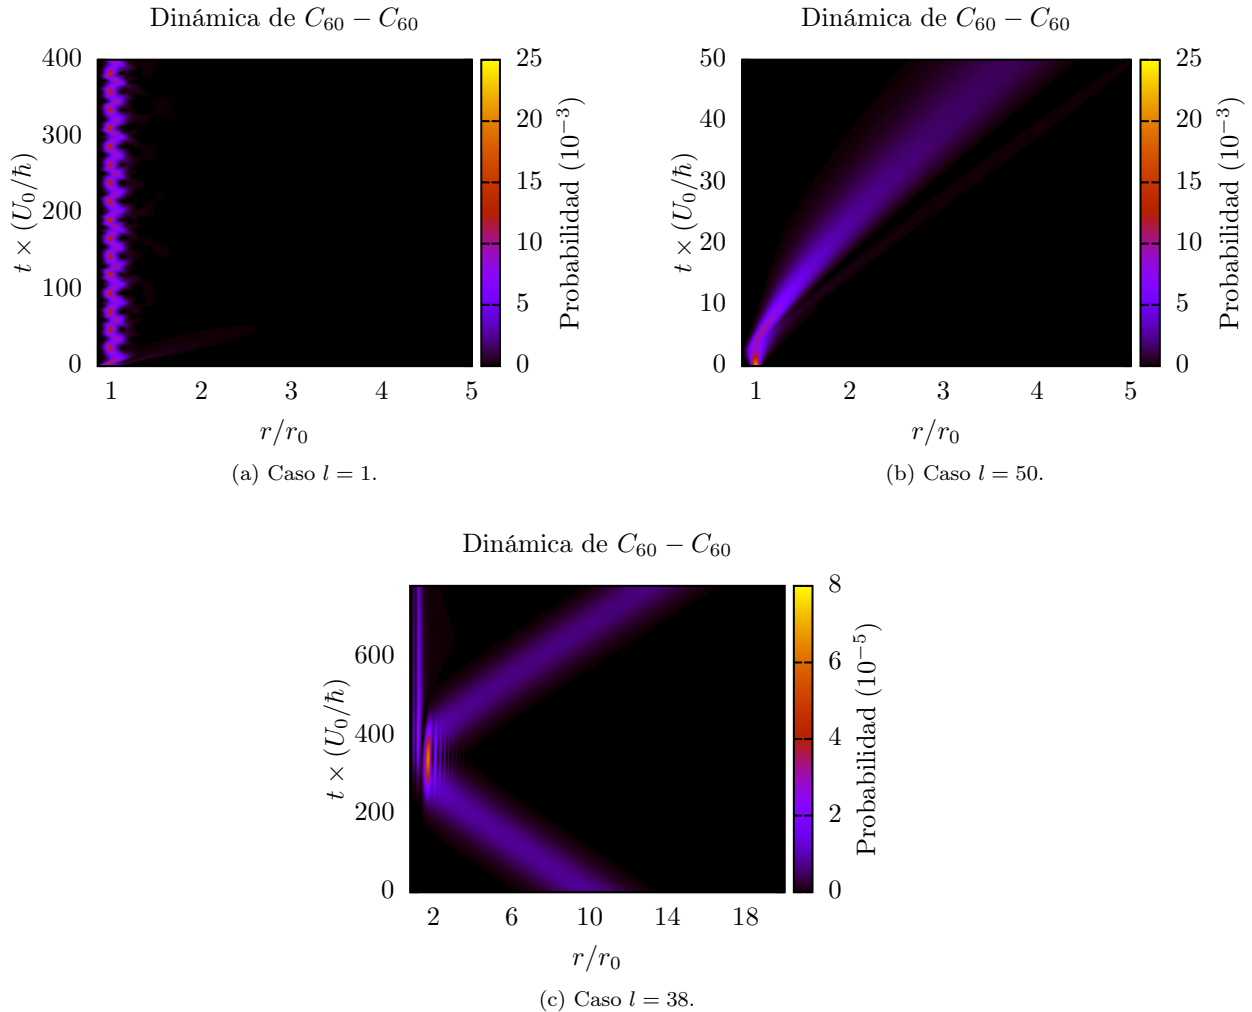 Dinámica de C₆₀ − C₆₀
400
300
200
100
0
t × (U₀/ħ)
1 2 3 4 5
r/r₀
25
20
15
10
5
0
Probabilidad (10⁻³)
(a) Caso l = 1.
Dinámica de C₆₀ − C₆₀
50
40
30
20
10
0
t × (U₀/ħ)
1 2 3 4 5
r/r₀
25
20
15
10
5
0
Probabilidad (10⁻³)
(b) Caso l = 50.
Dinámica de C₆₀ − C₆₀
600
400
200
0
t × (U₀/ħ)
2 6 10 14 18
r/r₀
8
6
4
2
0
Probabilidad (10⁻⁵)
(c) Caso l = 38.